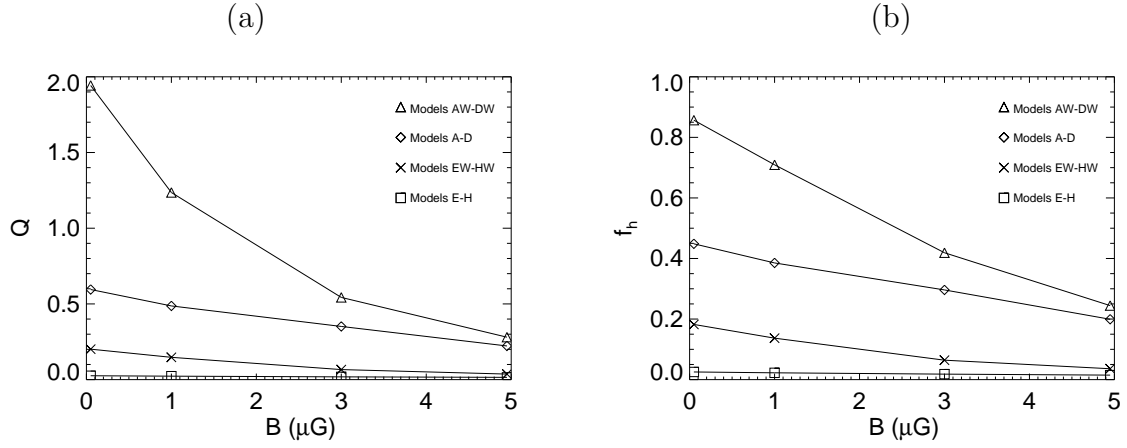 (a)
2.0
1.5
1.0
0.5
0.0
Q
0
1
2
3
4
5
B (μG)
Models AW-DW
Models A-D
Models EW-HW
Models E-H
(b)
1.0
0.8
0.6
0.4
0.2
0.0
f_h
0
1
2
3
4
5
B (μG)
Models AW-DW
Models A-D
Models EW-HW
Models E-H